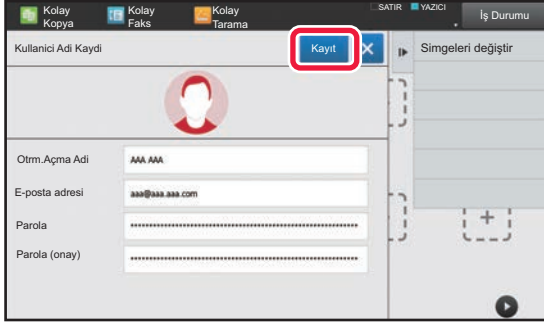 Kolay
Kopya
Kolay
Faks
Kolay
Tarama
SATIR
YAZICI
İş Durumu
Kullanici Adi Kaydi
Kayıt
Simgeleri değiştir
Otrm.Açma Adi
AAA AAA
E-posta adresi
aaa@aaa.aaa.com
Parola
Parola (onay)